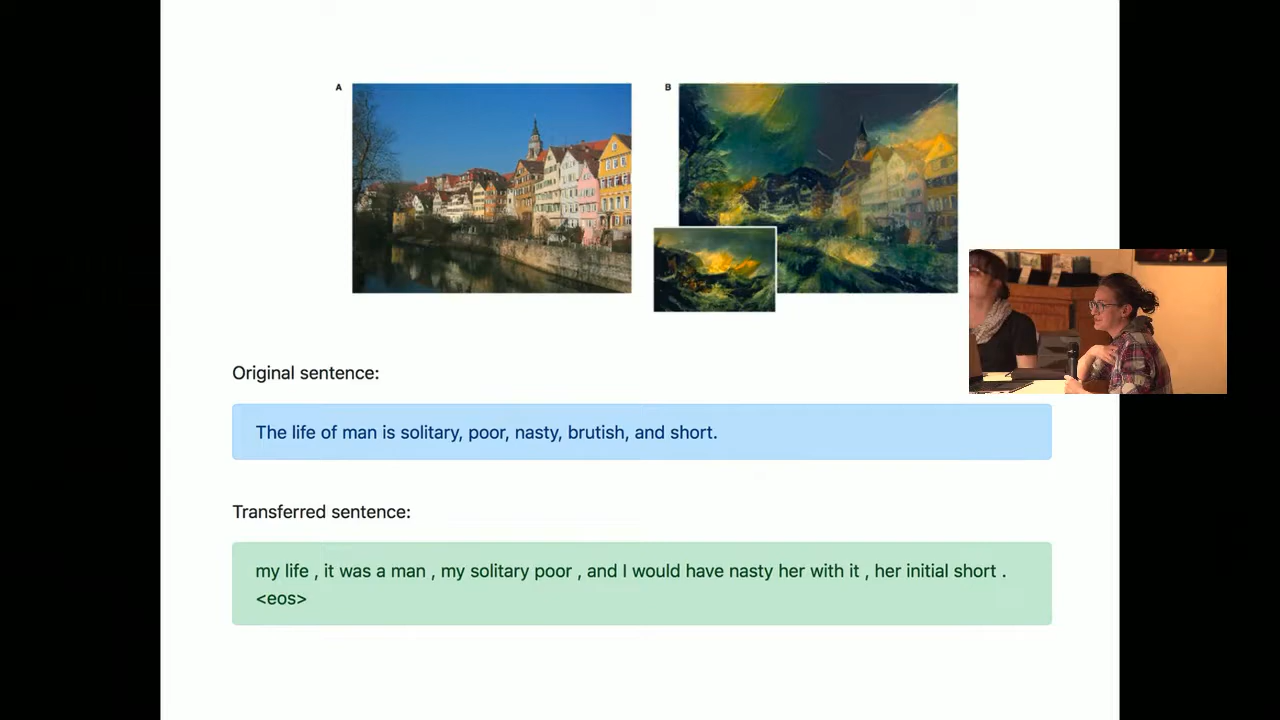 A
B
Original sentence:
The life of man is solitary, poor, nasty, brutish, and short.
Transferred sentence:
my life , it was a man , my solitary poor , and I would have nasty her with it , her initial short .
<eos>